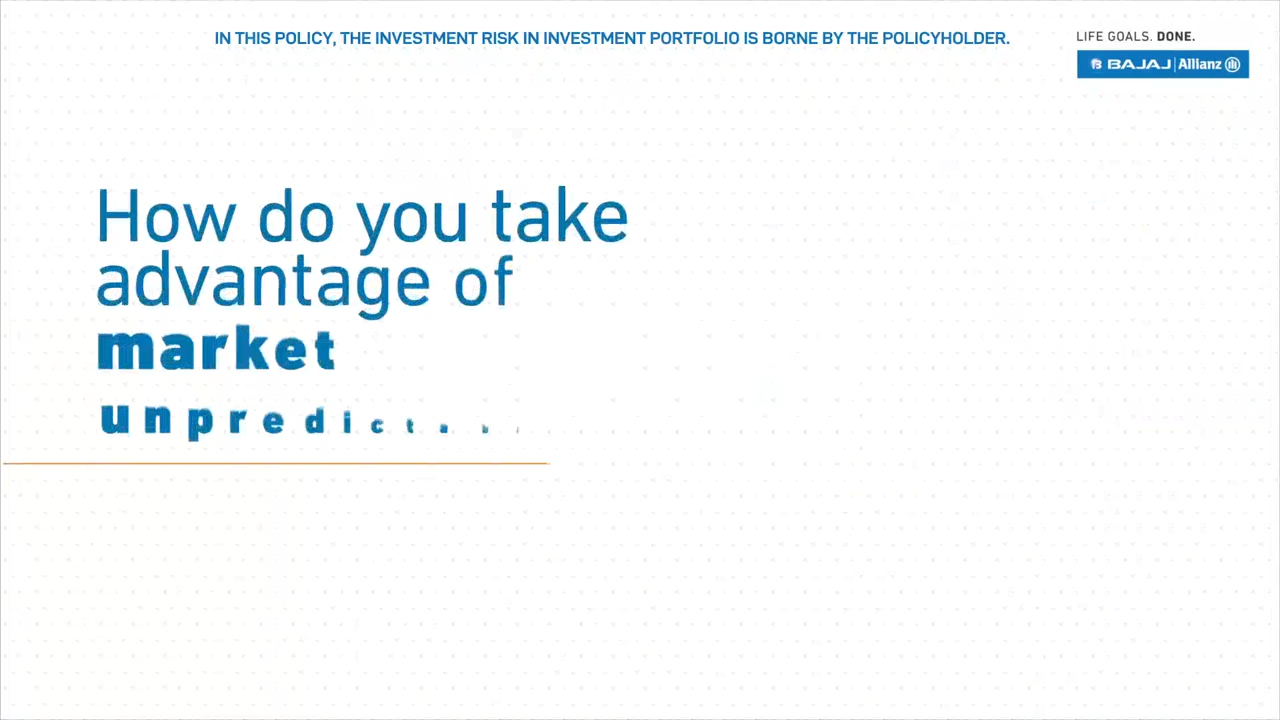 IN THIS POLICY, THE INVESTMENT RISK IN INVESTMENT PORTFOLIO IS BORNE BY THE POLICYHOLDER.
LIFE GOALS. DONE.
BAJAJ Allianz
How do you take
advantage of
market
unpredict